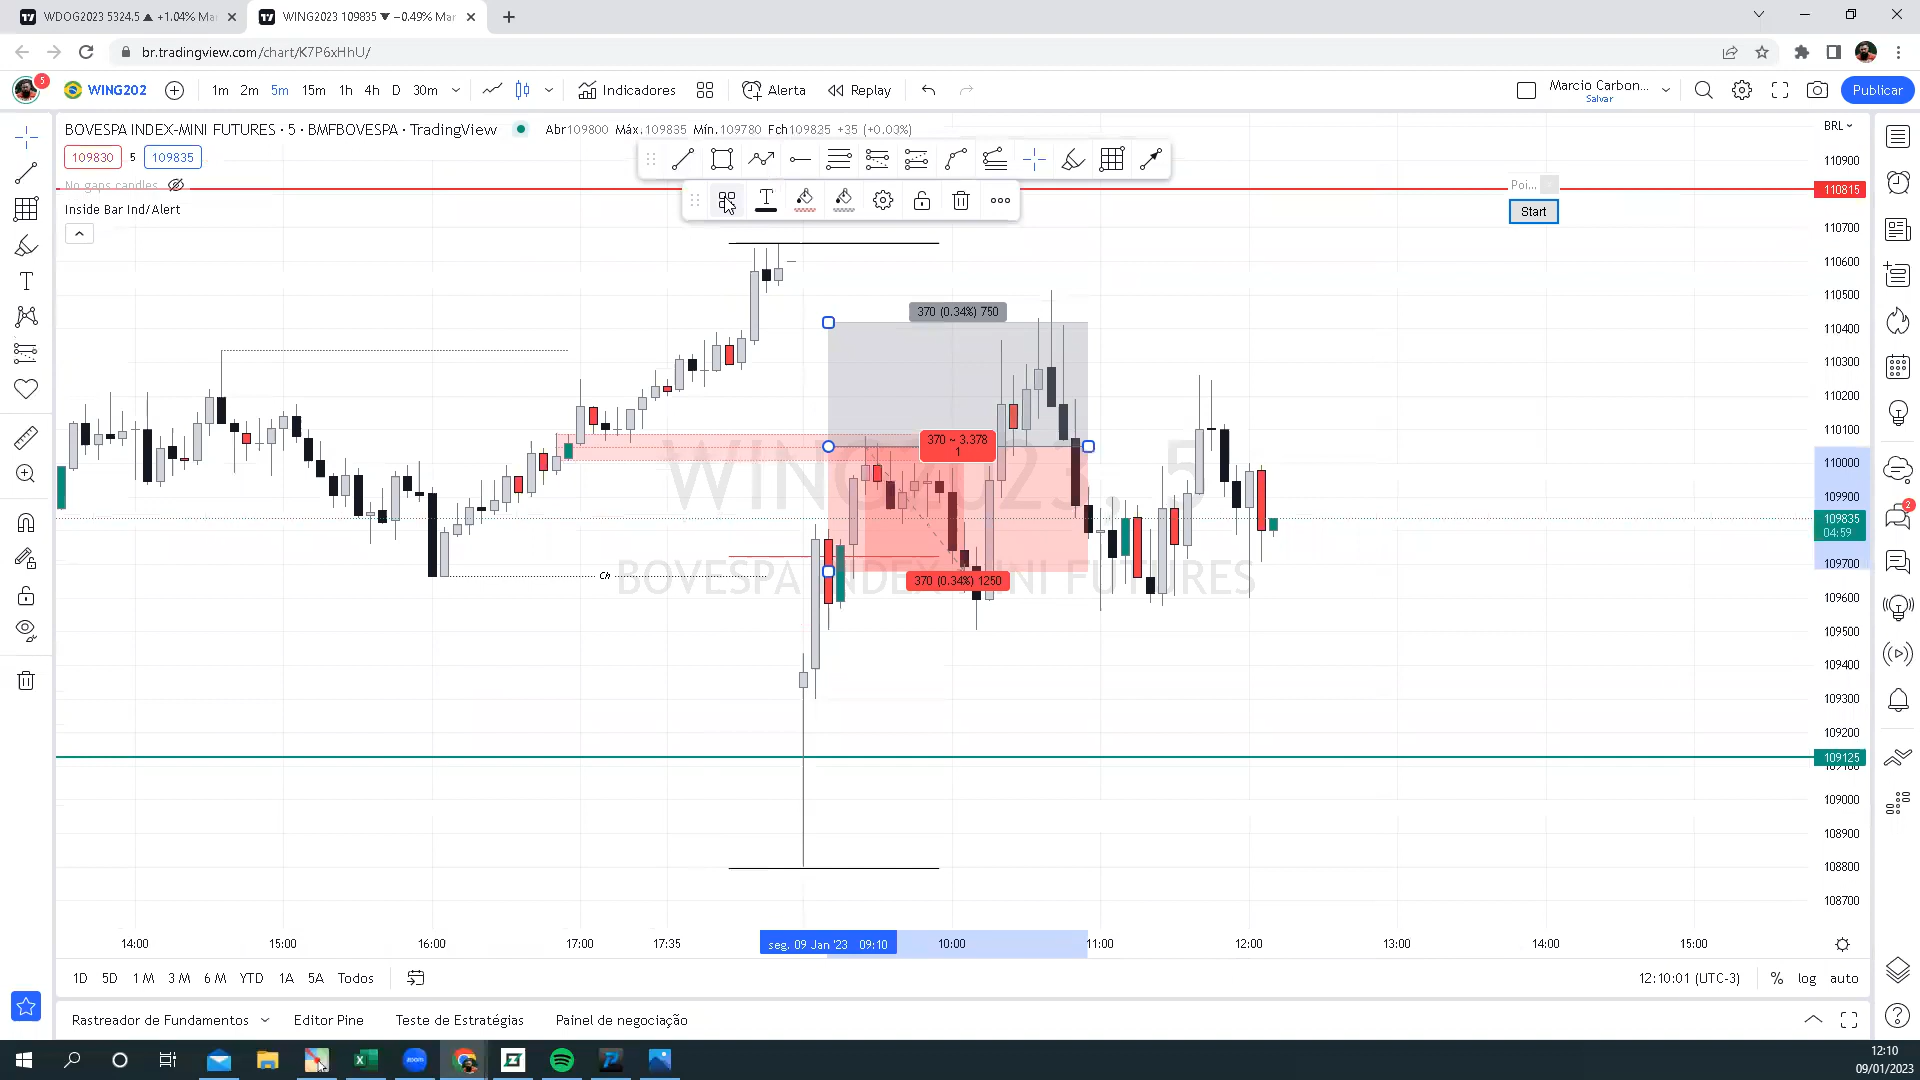 WDOG2023 5324.5 ▲ +1.04% Ma
WING2023 109835 ▼ −0.49% Mar
br.tradingview.com/chart/K7P6xHhU/
5
WING202
1m 2m 5m 15m 1h 4h D 30m
Indicadores
Alerta
Replay
Marcio Carbon...
Salvar
Publicar
BOVESPA INDEX-MINI FUTURES · 5 · BMFBOVESPA · TradingView
Abr109800 Máx.109835 Mín.109780 Fch109825 +35 (+0.03%)
BRL
109830 5 109835
No gaps candles
Inside Bar Ind/Alert
Poi...
Start
110900
110815
110700
110600
110500
110400
110300
110200
110100
110000
109900
109835
04:59
109700
109600
109500
109400
109300
109200
109125
109000
108900
108800
108700
370 (0.34%) 750
370 ~ 3.378
1
370 (0.34%) 1250
Ch
WING2023, 5
BOVESPA INDEX-MINI FUTURES
2
14:00 15:00 16:00 17:00 17:35 seg. 09 Jan '23 09:10 10:00 11:00 12:00 13:00 14:00 15:00
1D 5D 1 M 3 M 6 M YTD 1A 5A Todos
12:10:01 (UTC-3) % log auto
Rastreador de Fundamentos Editor Pine Teste de Estratégias Painel de negociação
zoom
12:10
09/01/2023